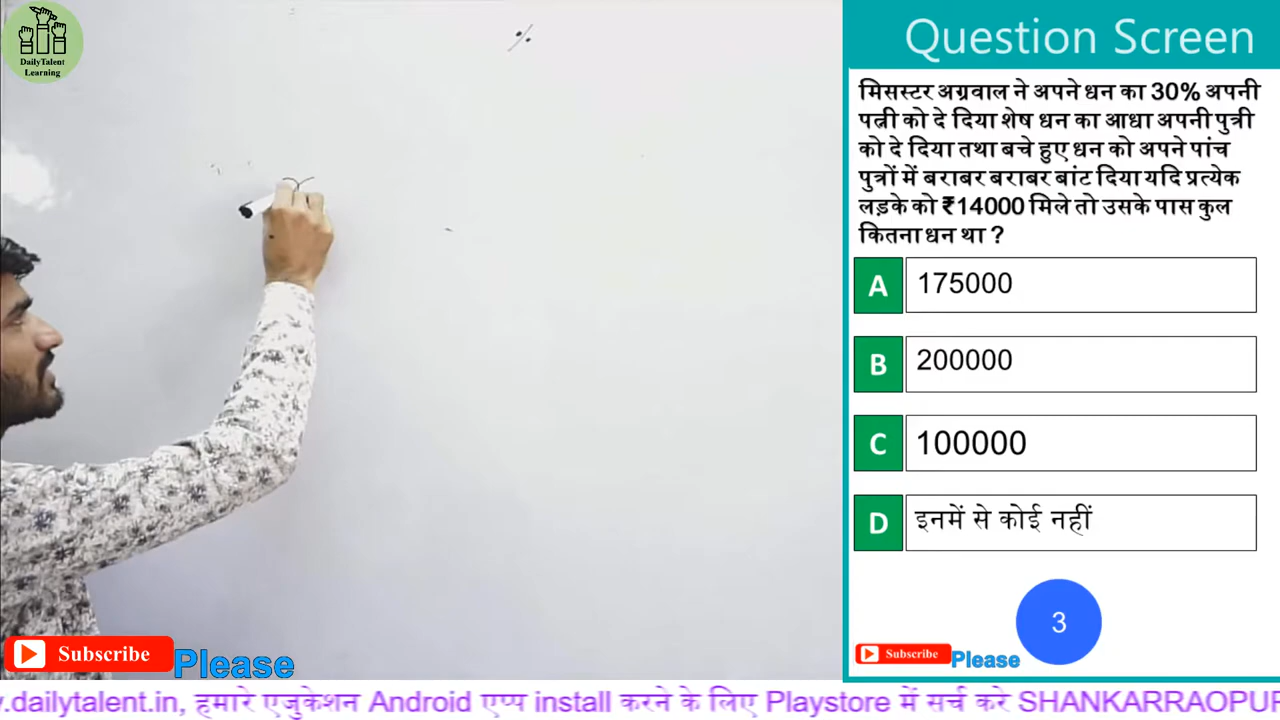 DailyTalent
Learning
Question Screen
मिसस्टर अग्रवाल ने अपने धन का 30% अपनी
पत्नी को दे दिया शेष धन का आधा अपनी पुत्री
को दे दिया तथा बचे हुए धन को अपने पांच
पुत्रों में बराबर बराबर बांट दिया यदि प्रत्येक
लड़के को ₹14000 मिले तो उसके पास कुल
कितना धन था ?
A 175000
B 200000
C 100000
D इनमें से कोई नहीं
3
Subscribe Please
Subscribe Please
y.dailytalent.in, हमारे एजुकेशन Android एप्प install करने के लिए Playstore में सर्च करे SHANKARRAOPUR